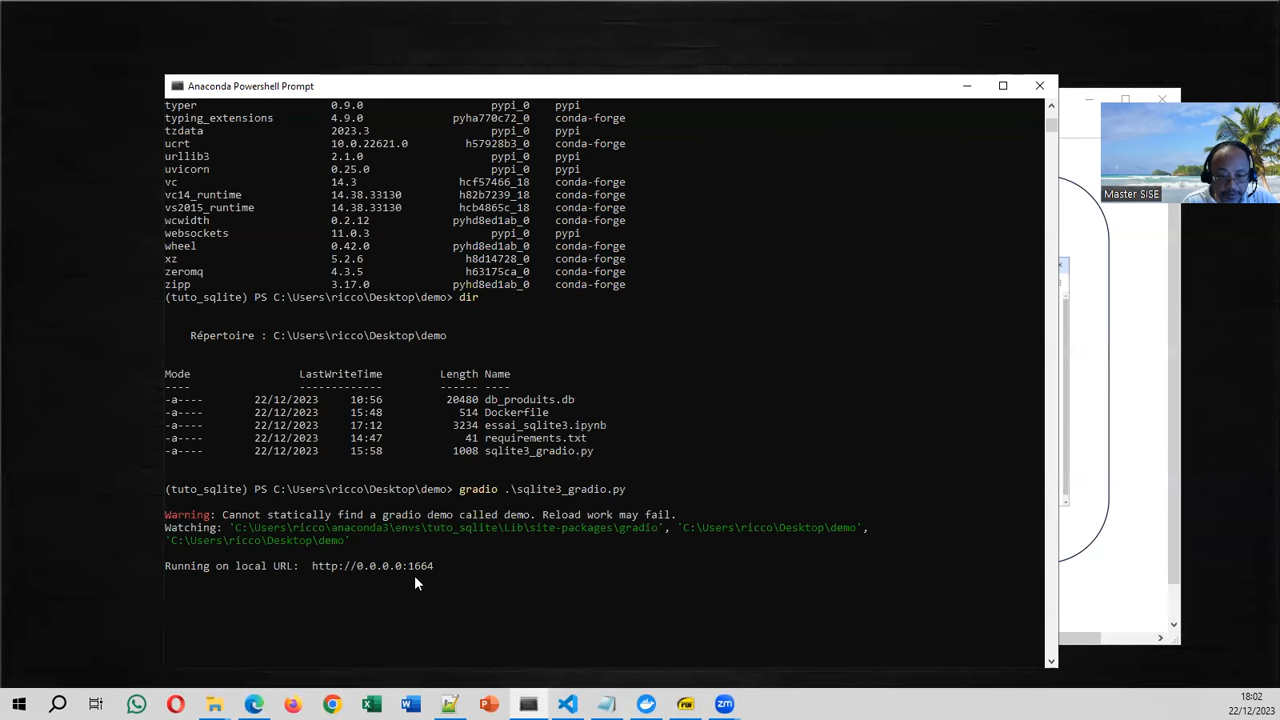 Anaconda Powershell Prompt
typer 0.9.0 pypi_0 pypi
typing_extensions 4.9.0 pyha770c72_0 conda-forge
tzdata 2023.3 pypi_0 pypi
ucrt 10.0.22621.0 h57928b3_0 conda-forge
urllib3 2.1.0 pypi_0 pypi
uvicorn 0.25.0 pypi_0 pypi
vc 14.3 hcf57466_18 conda-forge
vc14_runtime 14.38.33130 h82b7239_18 conda-forge
vs2015_runtime 14.38.33130 hcb4865c_18 conda-forge
wcwidth 0.2.12 pyhd8ed1ab_0 conda-forge
websockets 11.0.3 pypi_0 pypi
wheel 0.42.0 pyhd8ed1ab_0 conda-forge
xz 5.2.6 h8d14728_0 conda-forge
zeromq 4.3.5 h63175ca_0 conda-forge
zipp 3.17.0 pyhd8ed1ab_0 conda-forge
(tuto_sqlite) PS C:\Users\ricco\Desktop\demo> dir
Répertoire : C:\Users\ricco\Desktop\demo
Mode LastWriteTime Length Name
---- ------------- ------ ----
-a---- 22/12/2023 10:56 20480 db_produits.db
-a---- 22/12/2023 15:48 514 Dockerfile
-a---- 22/12/2023 17:12 3234 essai_sqlite3.ipynb
-a---- 22/12/2023 14:47 41 requirements.txt
-a---- 22/12/2023 15:58 1008 sqlite3_gradio.py
(tuto_sqlite) PS C:\Users\ricco\Desktop\demo> gradio .\sqlite3_gradio.py
Warning: Cannot statically find a gradio demo called demo. Reload work may fail.
Watching: 'C:\Users\ricco\anaconda3\envs\tuto_sqlite\Lib\site-packages\gradio', 'C:\Users\ricco\Desktop\demo',
'C:\Users\ricco\Desktop\demo'
Running on local URL: http://0.0.0.0:1664
Master SISE
18:02
22/12/2023